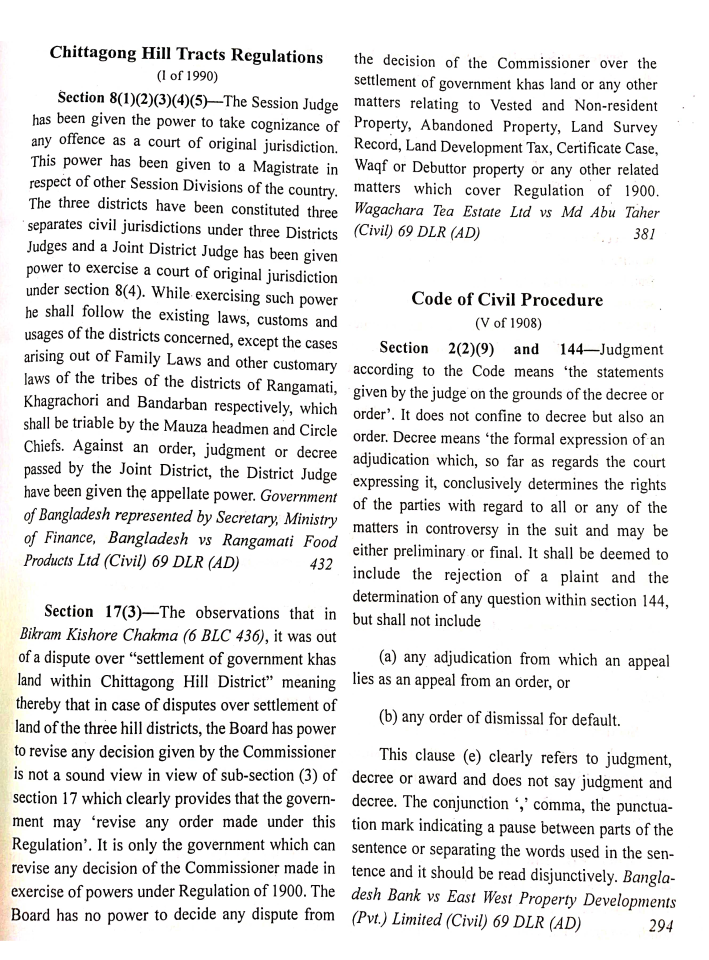 Chittagong Hill Tracts Regulations
(I of 1990)
Section 8(1)(2)(3)(4)(5)—The Session Judge
has been given the power to take cognizance of
any offence as a court of original jurisdiction.
This power has been given to a Magistrate in
respect of other Session Divisions of the country.
The three districts have been constituted three
separates civil jurisdictions under three Districts
Judges and a Joint District Judge has been given
power to exercise a court of original jurisdiction
under section 8(4). While exercising such power
he shall follow the existing laws, customs and
usages of the districts concerned, except the cases
arising out of Family Laws and other customary
laws of the tribes of the districts of Rangamati,
Khagrachori and Bandarban respectively, which
shall be triable by the Mauza headmen and Circle
Chiefs. Against an order, judgment or decree
passed by the Joint District, the District Judge
have been given the appellate power. Government
of Bangladesh represented by Secretary, Ministry
of Finance, Bangladesh vs Rangamati Food
Products Ltd (Civil) 69 DLR (AD) 432
Section 17(3)—The observations that in
Bikram Kishore Chakma (6 BLC 436), it was out
of a dispute over “settlement of government khas
land within Chittagong Hill District” meaning
thereby that in case of disputes over settlement of
land of the three hill districts, the Board has power
to revise any decision given by the Commissioner
is not a sound view in view of sub-section (3) of
section 17 which clearly provides that the govern-
ment may ‘revise any order made under this
Regulation’. It is only the government which can
revise any decision of the Commissioner made in
exercise of powers under Regulation of 1900. The
Board has no power to decide any dispute from
the decision of the Commissioner over the
settlement of government khas land or any other
matters relating to Vested and Non-resident
Property, Abandoned Property, Land Survey
Record, Land Development Tax, Certificate Case,
Waqf or Debuttor property or any other related
matters which cover Regulation of 1900.
Wagachara Tea Estate Ltd vs Md Abu Taher
(Civil) 69 DLR (AD) 381
Code of Civil Procedure
(V of 1908)
Section 2(2)(9) and 144—Judgment
according to the Code means ‘the statements
given by the judge on the grounds of the decree or
order’. It does not confine to decree but also an
order. Decree means ‘the formal expression of an
adjudication which, so far as regards the court
expressing it, conclusively determines the rights
of the parties with regard to all or any of the
matters in controversy in the suit and may be
either preliminary or final. It shall be deemed to
include the rejection of a plaint and the
determination of any question within section 144,
but shall not include
(a) any adjudication from which an appeal
lies as an appeal from an order, or
(b) any order of dismissal for default.
This clause (e) clearly refers to judgment,
decree or award and does not say judgment and
decree. The conjunction ‘,’ comma, the punctua-
tion mark indicating a pause between parts of the
sentence or separating the words used in the sen-
tence and it should be read disjunctively. Bangla-
desh Bank vs East West Property Developments
(Pvt.) Limited (Civil) 69 DLR (AD) 294